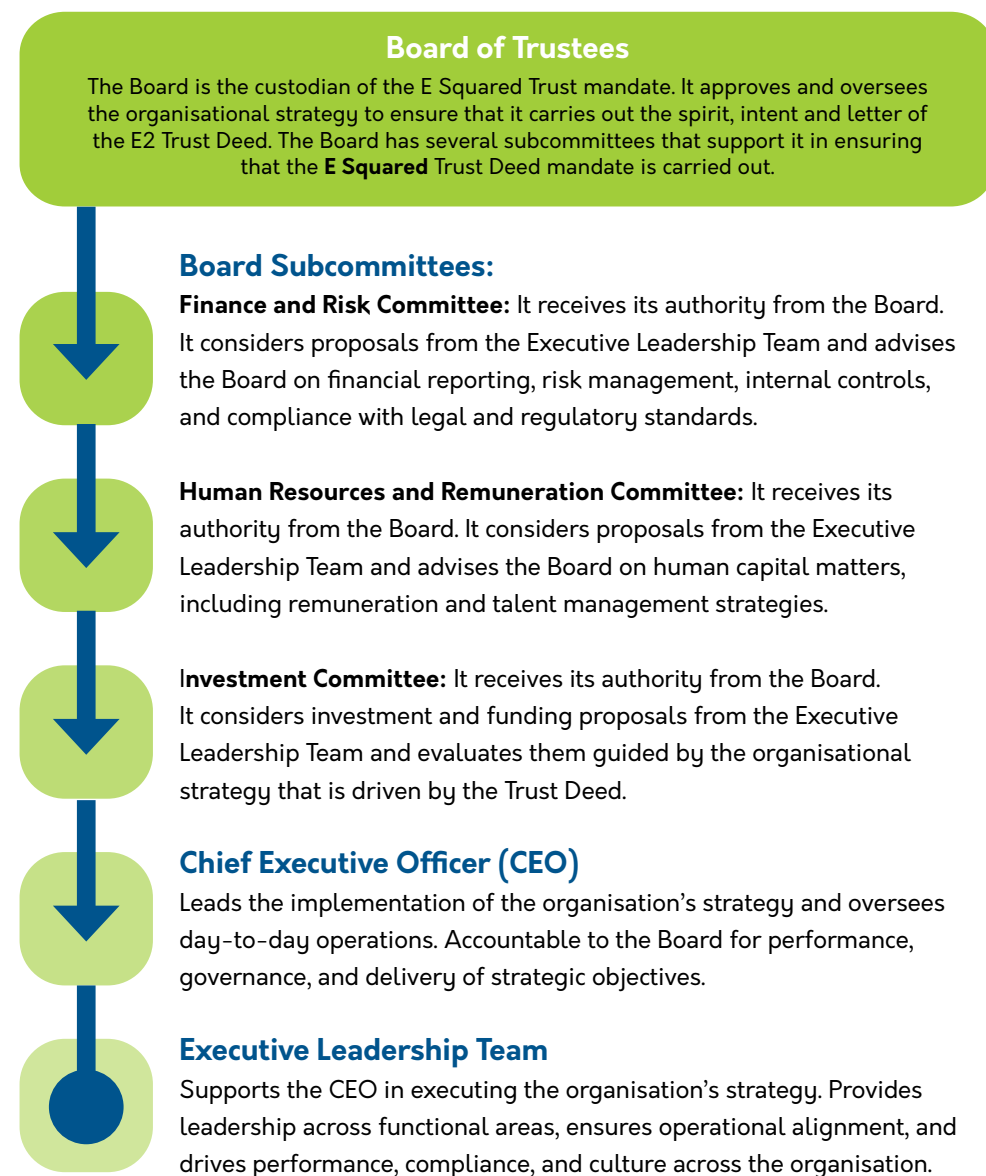 Board of Trustees
The Board is the custodian of the E Squared Trust mandate. It approves and oversees
the organisational strategy to ensure that it carries out the spirit, intent and letter of
the E2 Trust Deed. The Board has several subcommittees that support it in ensuring
that the E Squared Trust Deed mandate is carried out.
Board Subcommittees:
Finance and Risk Committee: It receives its authority from the Board.
It considers proposals from the Executive Leadership Team and advises
the Board on financial reporting, risk management, internal controls,
and compliance with legal and regulatory standards.
Human Resources and Remuneration Committee: It receives its
authority from the Board. It considers proposals from the Executive
Leadership Team and advises the Board on human capital matters,
including remuneration and talent management strategies.
Investment Committee: It receives its authority from the Board.
It considers investment and funding proposals from the Executive
Leadership Team and evaluates them guided by the organisational
strategy that is driven by the Trust Deed.
Chief Executive Officer (CEO)
Leads the implementation of the organisation’s strategy and oversees
day-to-day operations. Accountable to the Board for performance,
governance, and delivery of strategic objectives.
Executive Leadership Team
Supports the CEO in executing the organisation’s strategy. Provides
leadership across functional areas, ensures operational alignment, and
drives performance, compliance, and culture across the organisation.